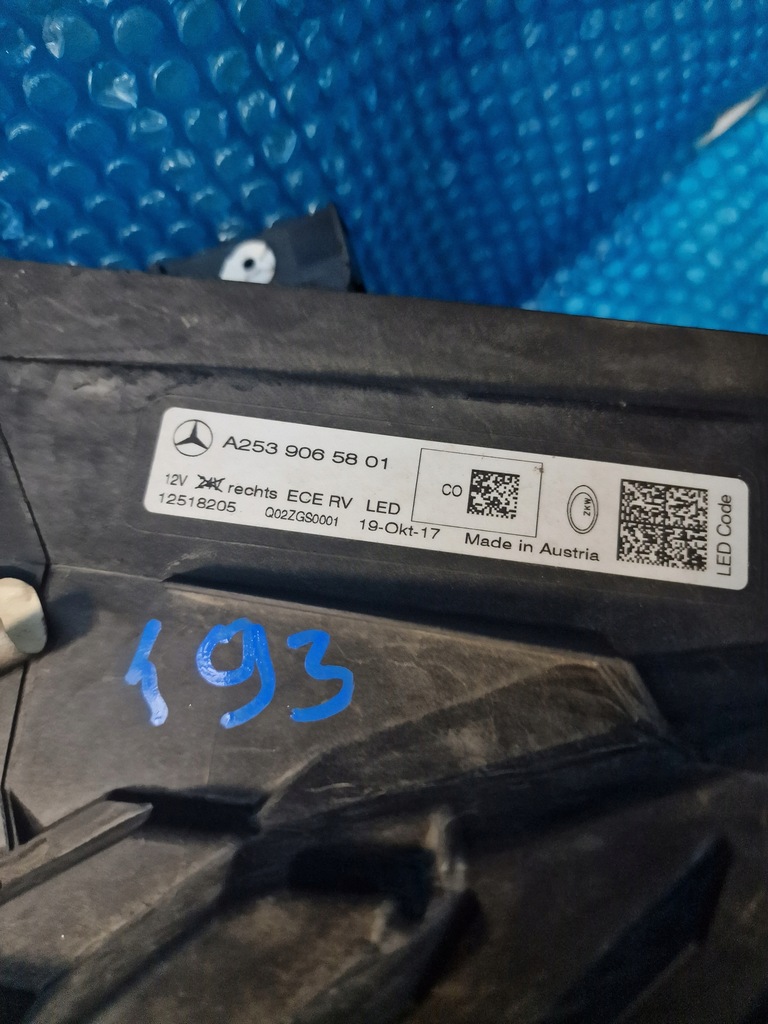 A253 906 58 01
12V 24V rechts ECE RV LED
12518205 Q02ZGS0001 19-Okt-17 Made in Austria
CO
ZKW
LED Code
193